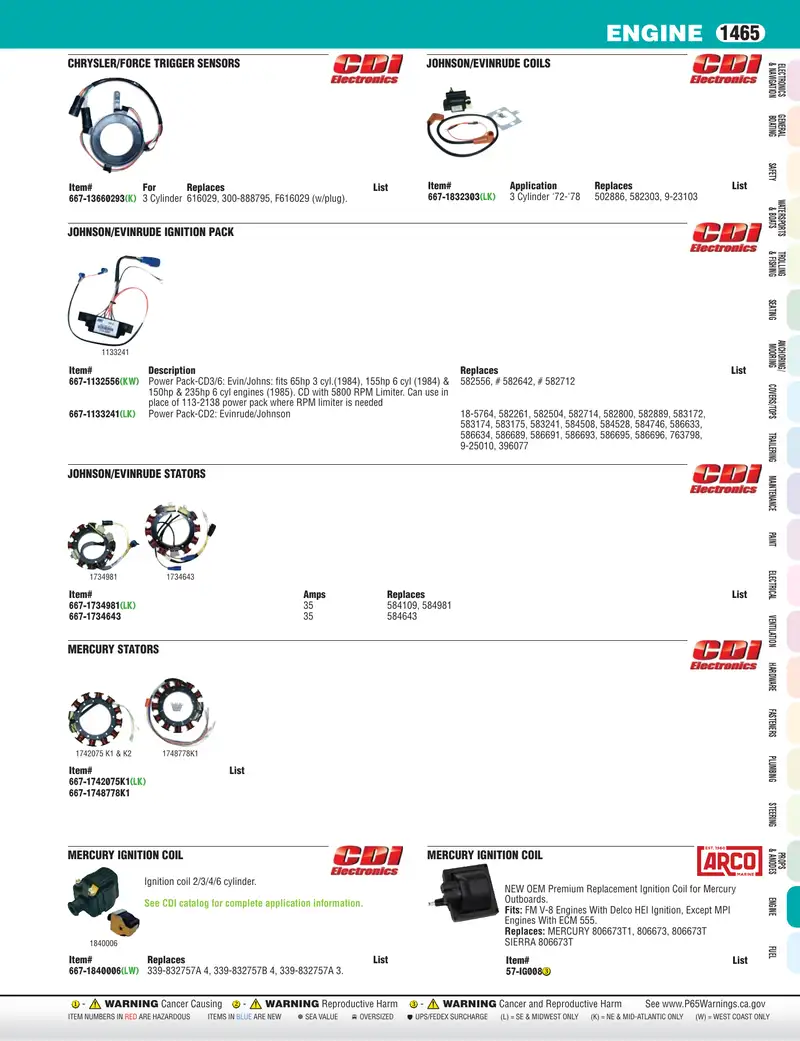 ENGINE 1465
CHRYSLER/FORCE TRIGGER SENSORS
CDI Electronics
Item# For Replaces List
667-13660293(K) 3 Cylinder 616029, 300-888795, F616029 (w/plug).
JOHNSON/EVINRUDE COILS
CDI Electronics
Item# Application Replaces List
667-1832303(LK) 3 Cylinder '72-'78 502886, 582303, 9-23103
JOHNSON/EVINRUDE IGNITION PACK
CDI Electronics
1133241
Item# Description Replaces List
667-1132556(KW) Power Pack-CD3/6: Evin/Johns: fits 65hp 3 cyl.(1984), 155hp 6 cyl (1984) & 582556, # 582642, # 582712
150hp & 235hp 6 cyl engines (1985). CD with 5800 RPM Limiter. Can use in
place of 113-2138 power pack where RPM limiter is needed
667-1133241(LK) Power Pack-CD2: Evinrude/Johnson 18-5764, 582261, 582504, 582714, 582800, 582889, 583172,
583174, 583175, 583241, 584508, 584528, 584746, 586633,
586634, 586689, 586691, 586693, 586695, 586696, 763798,
9-25010, 396077
JOHNSON/EVINRUDE STATORS
CDI Electronics
1734981 1734643
Item# Amps Replaces List
667-1734981(LK) 35 584109, 584981
667-1734643 35 584643
MERCURY STATORS
CDI Electronics
1742075 K1 & K2 1748778K1
Item# List
667-1742075K1(LK)
667-1748778K1
MERCURY IGNITION COIL
CDI Electronics
Ignition coil 2/3/4/6 cylinder.
See CDI catalog for complete application information.
1840006
Item# Replaces List
667-1840006(LW) 339-832757A 4, 339-832757B 4, 339-832757A 3.
MERCURY IGNITION COIL
EST. 1960
ARCO
MARINE
NEW OEM Premium Replacement Ignition Coil for Mercury
Outboards.
Fits: FM V-8 Engines With Delco HEI Ignition, Except MPI
Engines With ECM 555.
Replaces: MERCURY 806673T1, 806673, 806673T
SIERRA 806673T
Item# List
57-IG008 3
ELECTRONICS
& NAVIGATION
GENERAL
BOATING
SAFETY
WATERSPORTS
& BOATS
TROLLING
& FISHING
SEATING
ANCHORING/
MOORING
COVERS/TOPS
TRAILERING
MAINTENANCE
PAINT
ELECTRICAL
VENTILATION
HARDWARE
FASTENERS
PLUMBING
STEERING
PROPS
& ANODES
ENGINE
FUEL
1 - WARNING Cancer Causing 2 - WARNING Reproductive Harm 3 - WARNING Cancer and Reproductive Harm See www.P65Warnings.ca.gov
ITEM NUMBERS IN RED ARE HAZARDOUS ITEMS IN BLUE ARE NEW SEA VALUE OVERSIZED UPS/FEDEX SURCHARGE (L) = SE & MIDWEST ONLY (K) = NE & MID-ATLANTIC ONLY (W) = WEST COAST ONLY